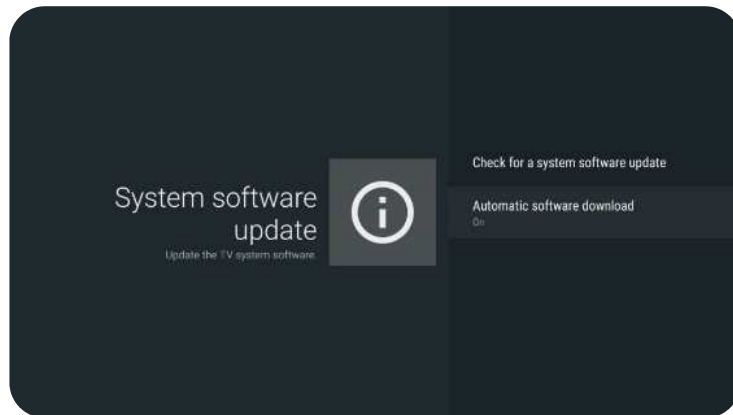 System software
update
Update the TV system software.
Check for a system software update
Automatic software download
On